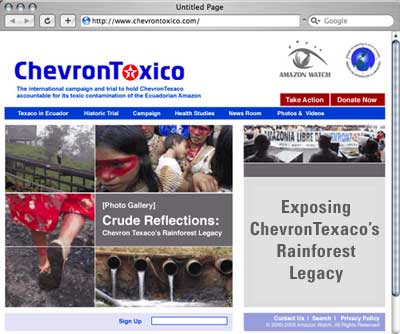 Untitled Page
http://www.chevrontoxico.com/
Google
ChevronToxico
The international campaign and trial to hold ChevronTexaco
accountable for its toxic contamination of the Ecuadorian Amazon
AMAZON WATCH
Take Action
Donate Now
Texaco in Ecuador
Historic Trial
Campaign
Health Studies
News Room
Photos & Videos
AMAZONIA LIBRE DE CHEVRONT
[Photo Gallery]
Crude Reflections:
Chevron Texaco's Rainforest Legacy
Exposing
ChevronTexaco's
Rainforest
Legacy
Sign Up
Contact Us | Search | Privacy Policy
Amazon Watch. All Rights Reserved